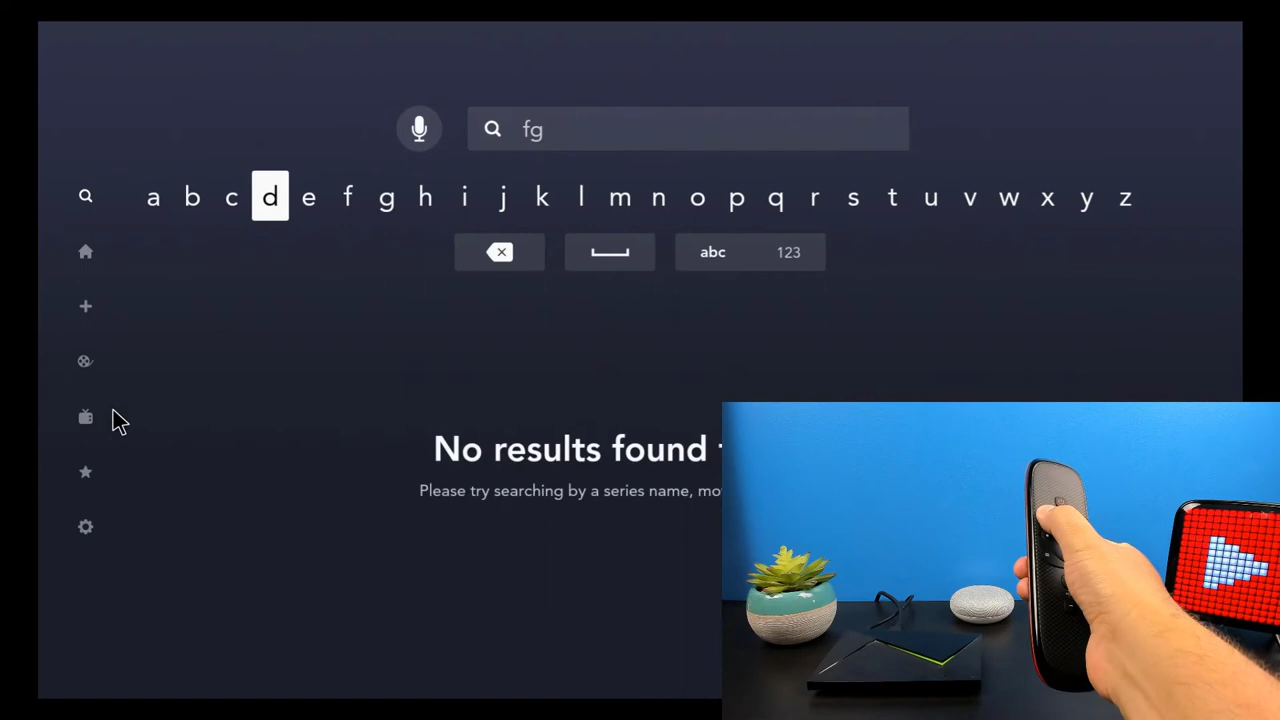 fg
a b c d e f g h i j k l m n o p q r s t u v w x y z
abc 123
No results found
Please try searching by a series name,